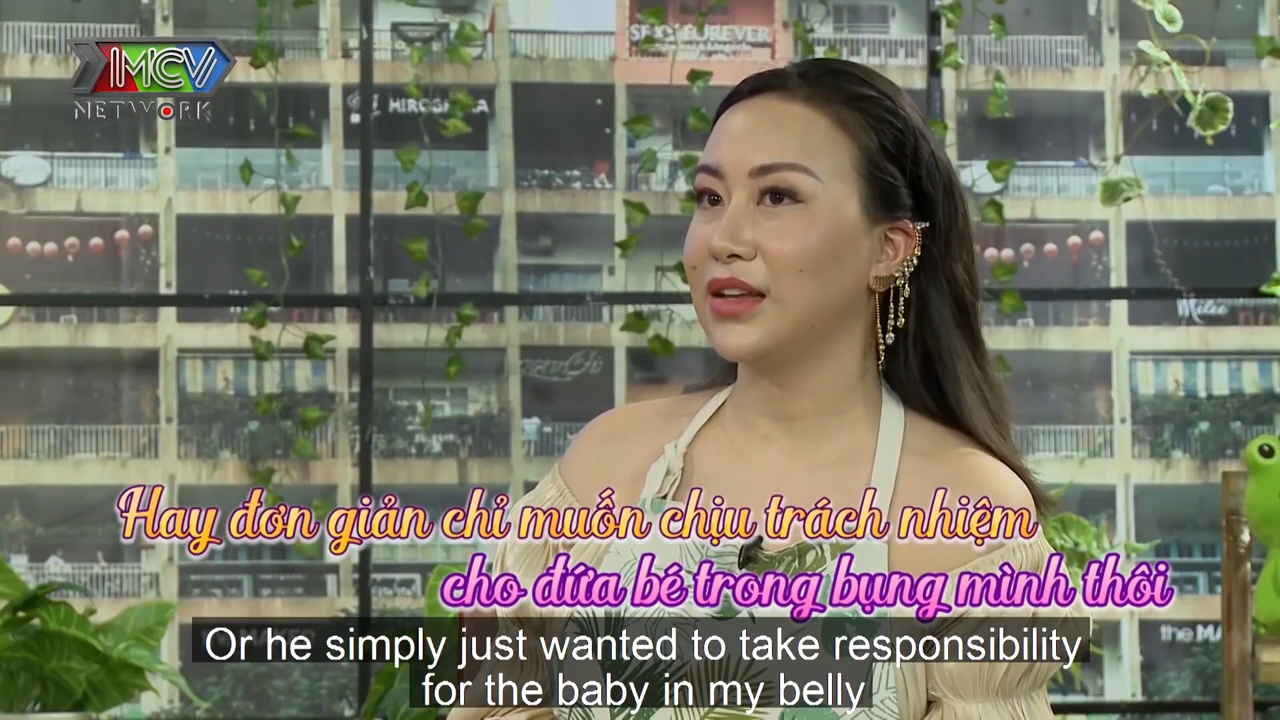 MCV
NETWORK
SEXY FOREVER
Hay đơn giản chỉ muốn chịu trách nhiệm
cho đứa bé trong bụng mình thôi
Or he simply just wanted to take responsibility
for the baby in my belly